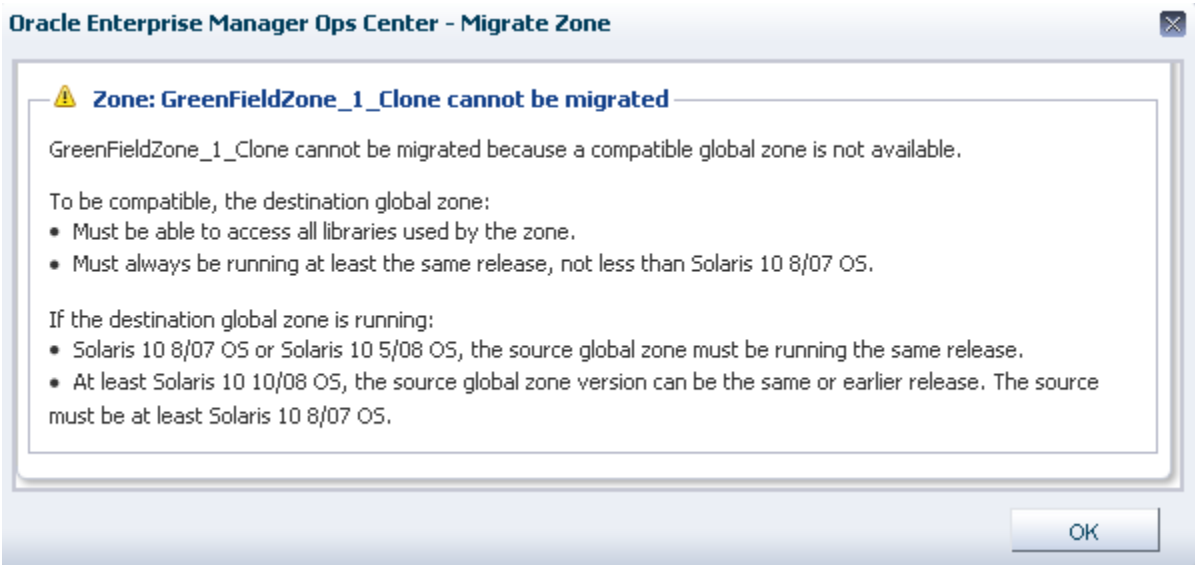 Oracle Enterprise Manager Ops Center - Migrate Zone
Zone: GreenFieldZone_1_Clone cannot be migrated
GreenFieldZone_1_Clone cannot be migrated because a compatible global zone is not available.
To be compatible, the destination global zone:
• Must be able to access all libraries used by the zone.
• Must always be running at least the same release, not less than Solaris 10 8/07 OS.
If the destination global zone is running:
• Solaris 10 8/07 OS or Solaris 10 5/08 OS, the source global zone must be running the same release.
• At least Solaris 10 10/08 OS, the source global zone version can be the same or earlier release. The source
must be at least Solaris 10 8/07 OS.
OK